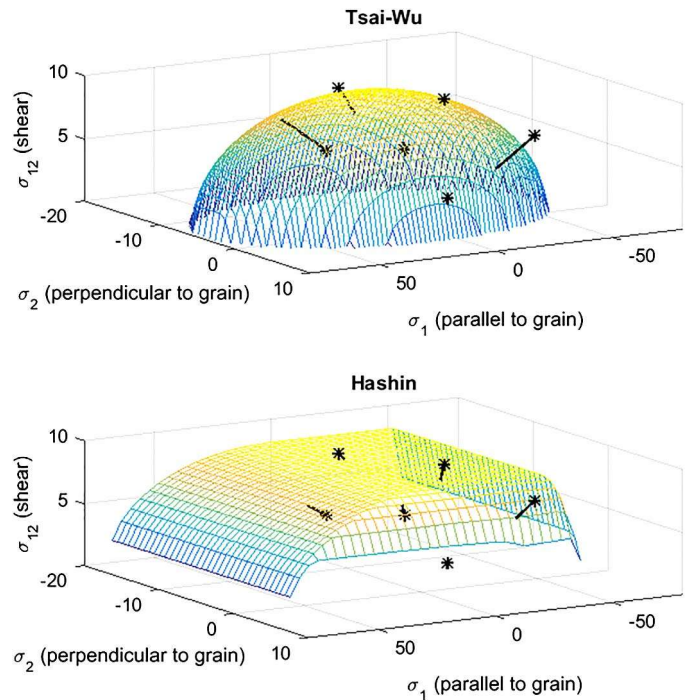 Tsai-Wu
10
5
-20
-10
0
10
50
0
-50
σ12 (shear)
σ2 (perpendicular to grain)
σ1 (parallel to grain)
Hashin
10
5
-20
-10
0
10
50
0
-50
σ12 (shear)
σ2 (perpendicular to grain)
σ1 (parallel to grain)